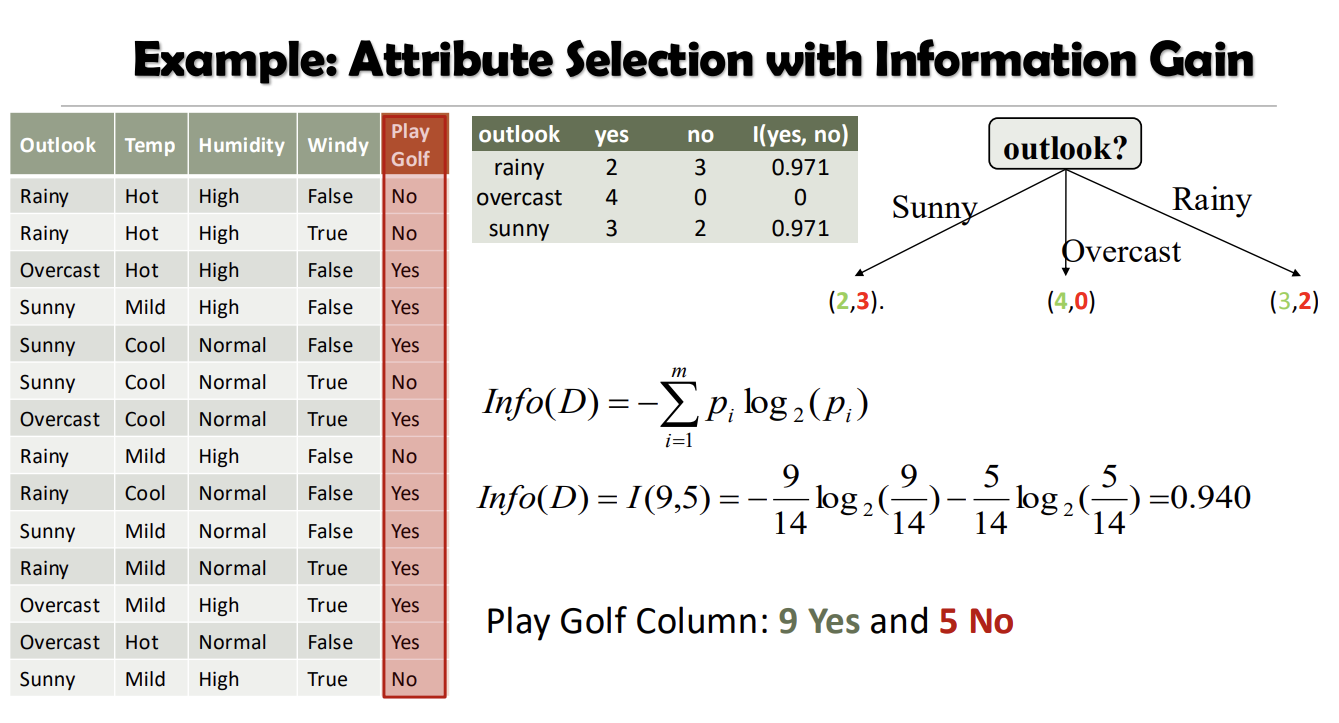 Example: Attribute Selection with Information Gain
Outlook Temp Humidity Windy Play Golf
Rainy Hot High False No
Rainy Hot High True No
Overcast Hot High False Yes
Sunny Mild High False Yes
Sunny Cool Normal False Yes
Sunny Cool Normal True No
Overcast Cool Normal True Yes
Rainy Mild High False No
Rainy Cool Normal False Yes
Sunny Mild Normal False Yes
Rainy Mild Normal True Yes
Overcast Mild High True Yes
Overcast Hot Normal False Yes
Sunny Mild High True No
outlook yes no I(yes, no)
rainy 2 3 0.971
overcast 4 0 0
sunny 3 2 0.971
outlook?
Sunny
Overcast
Rainy
(2,3). (4,0) (3,2)
Info(D) = −∑_{i=1}^{m} p_i log_2(p_i)
Info(D) = I(9,5) = −9/14 log_2(9/14) − 5/14 log_2(5/14) =0.940
Play Golf Column: 9 Yes and 5 No